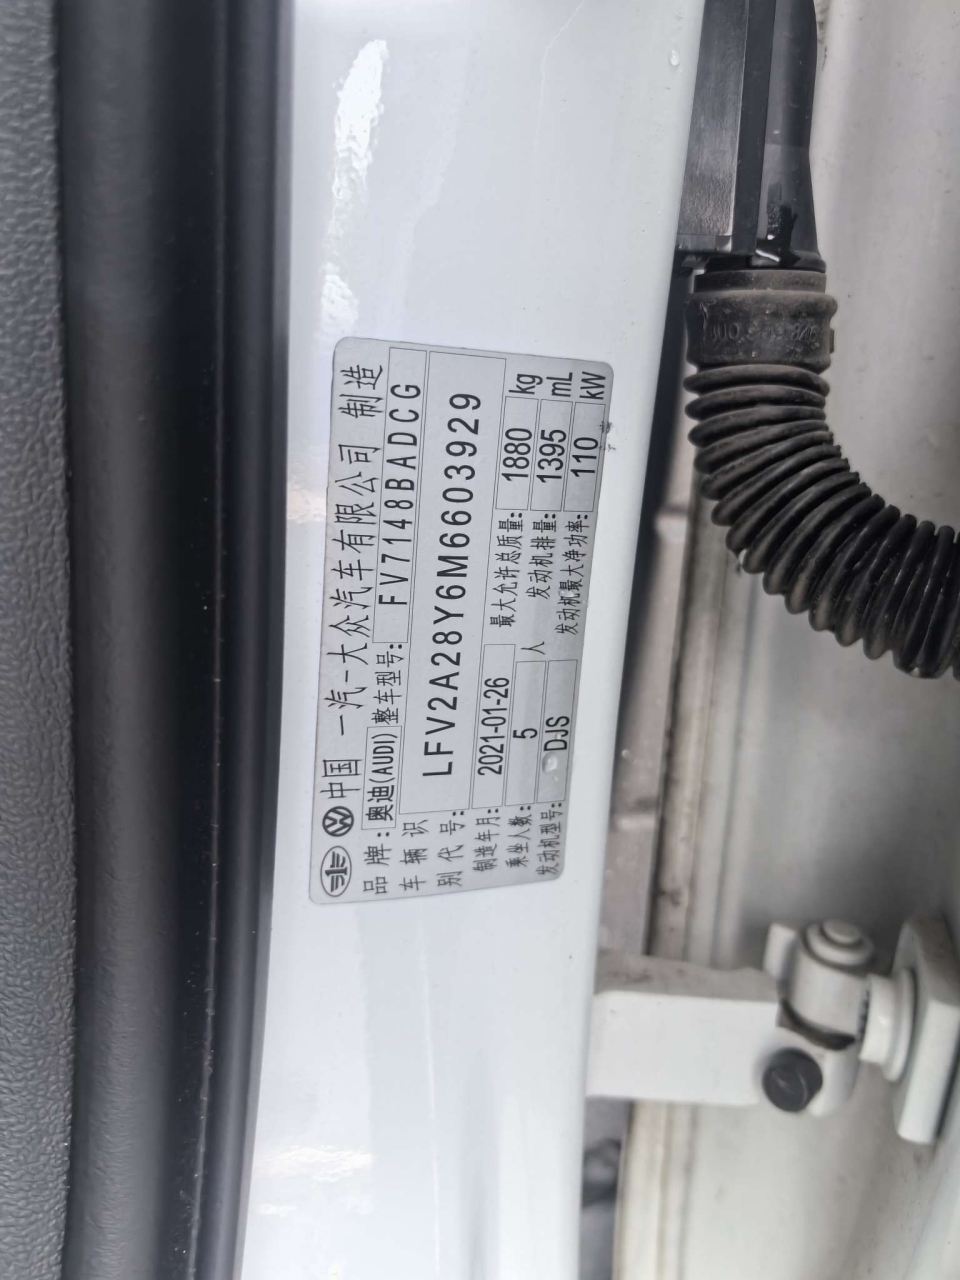 中国 一汽-大众汽车有限公司 制造
品牌: 奥迪(AUDI) 整车型号: FV7148BADCG
车辆识别代号: LFV2A28Y6M6603929
制造年月: 2021-01-26 最大允许总质量: 1880 kg
乘坐人数: 5 人 发动机排量: 1395 mL
发动机型号: DJS 发动机最大净功率: 110 kW